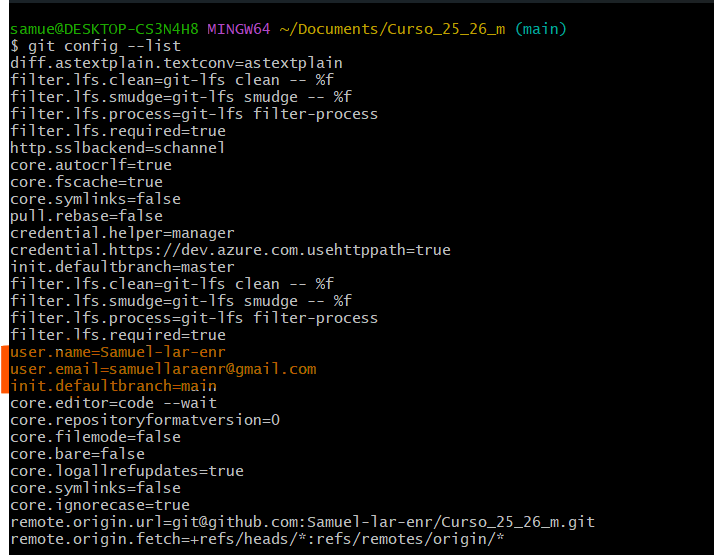 samue@DESKTOP-CS3N4H8 MINGW64 ~/Documents/Curso_25_26_m (main)
$ git config --list
diff.astextplain.textconv=astextplain
filter.lfs.clean=git-lfs clean -- %f
filter.lfs.smudge=git-lfs smudge -- %f
filter.lfs.process=git-lfs filter-process
filter.lfs.required=true
http.sslbackend=schannel
core.autocrlf=true
core.fscache=true
core.symlinks=false
pull.rebase=false
credential.helper=manager
credential.https://dev.azure.com.usehttppath=true
init.defaultbranch=master
filter.lfs.clean=git-lfs clean -- %f
filter.lfs.smudge=git-lfs smudge -- %f
filter.lfs.process=git-lfs filter-process
filter.lfs.required=true
user.name=Samuel-lar-enr
user.email=samuellaraenr@gmail.com
init.defaultbranch=main
core.editor=code --wait
core.repositoryformatversion=0
core.filemode=false
core.bare=false
core.logallrefupdates=true
core.symlinks=false
core.ignorecase=true
remote.origin.url=git@github.com:Samuel-lar-enr/Curso_25_26_m.git
remote.origin.fetch=+refs/heads/*:refs/remotes/origin/*